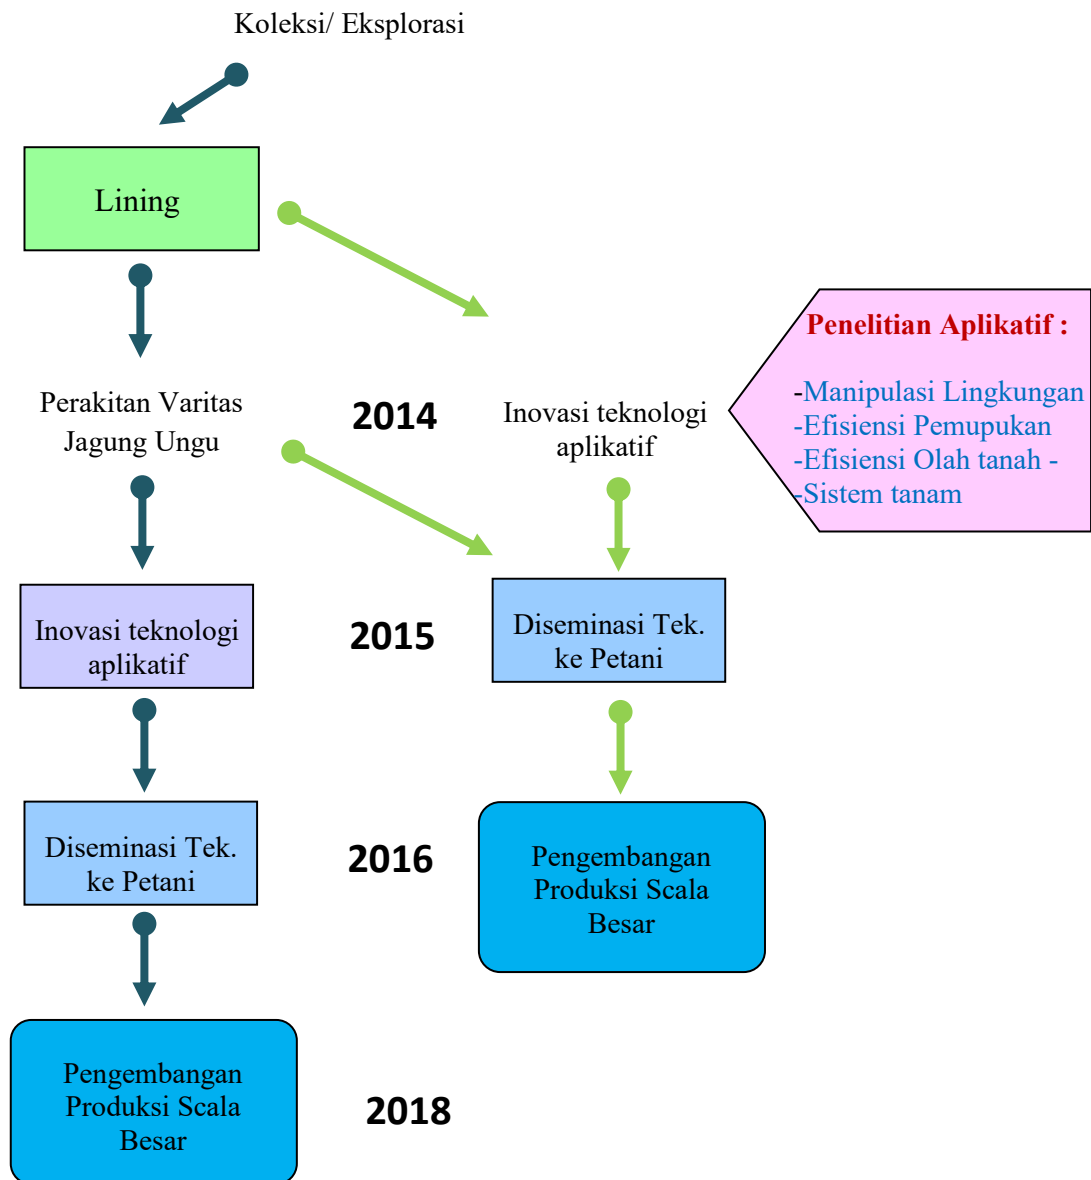 Koleksi/ Eksplorasi
Lining
Penelitian Aplikatif :
-Manipulasi Lingkungan
-Efisiensi Pemupukan
-Efisiensi Olah tanah -
-Sistem tanam
Perakitan Varitas
Jagung Ungu
2014
Inovasi teknologi
aplikatif
Inovasi teknologi
aplikatif
2015
Diseminasi Tek.
ke Petani
Diseminasi Tek.
ke Petani
2016
Pengembangan
Produksi Scala
Besar
Pengembangan
Produksi Scala
Besar
2018